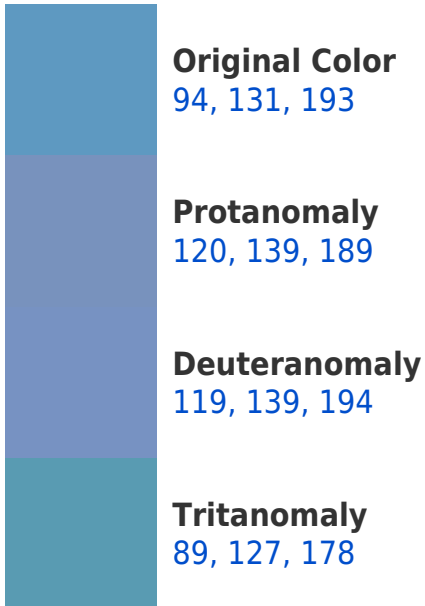 Original Color
94, 131, 193
Protanomaly
120, 139, 189
Deuteranomaly
119, 139, 194
Tritanomaly
89, 127, 178